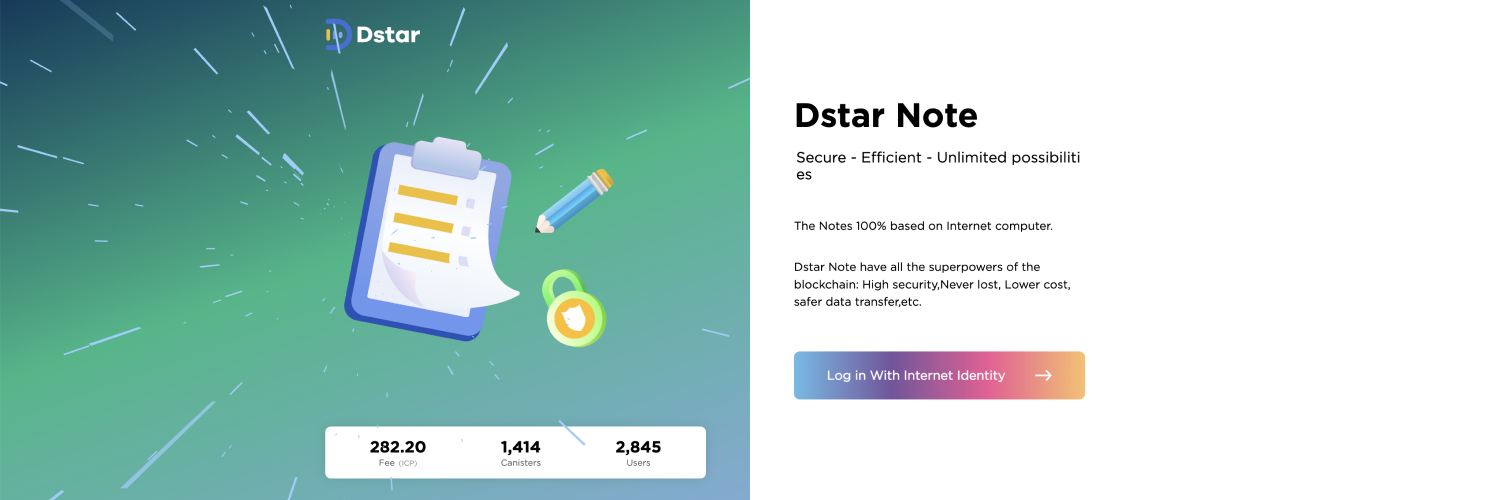 Dstar
282.20
Fee (ICP)
1,414
Canisters
2,845
Users
Dstar Note
Secure - Efficient - Unlimited possibiliti
es
The Notes 100% based on Internet computer.
Dstar Note have all the superpowers of the
blockchain: High security,Never lost, Lower cost,
safer data transfer,etc.
Log in With Internet Identity